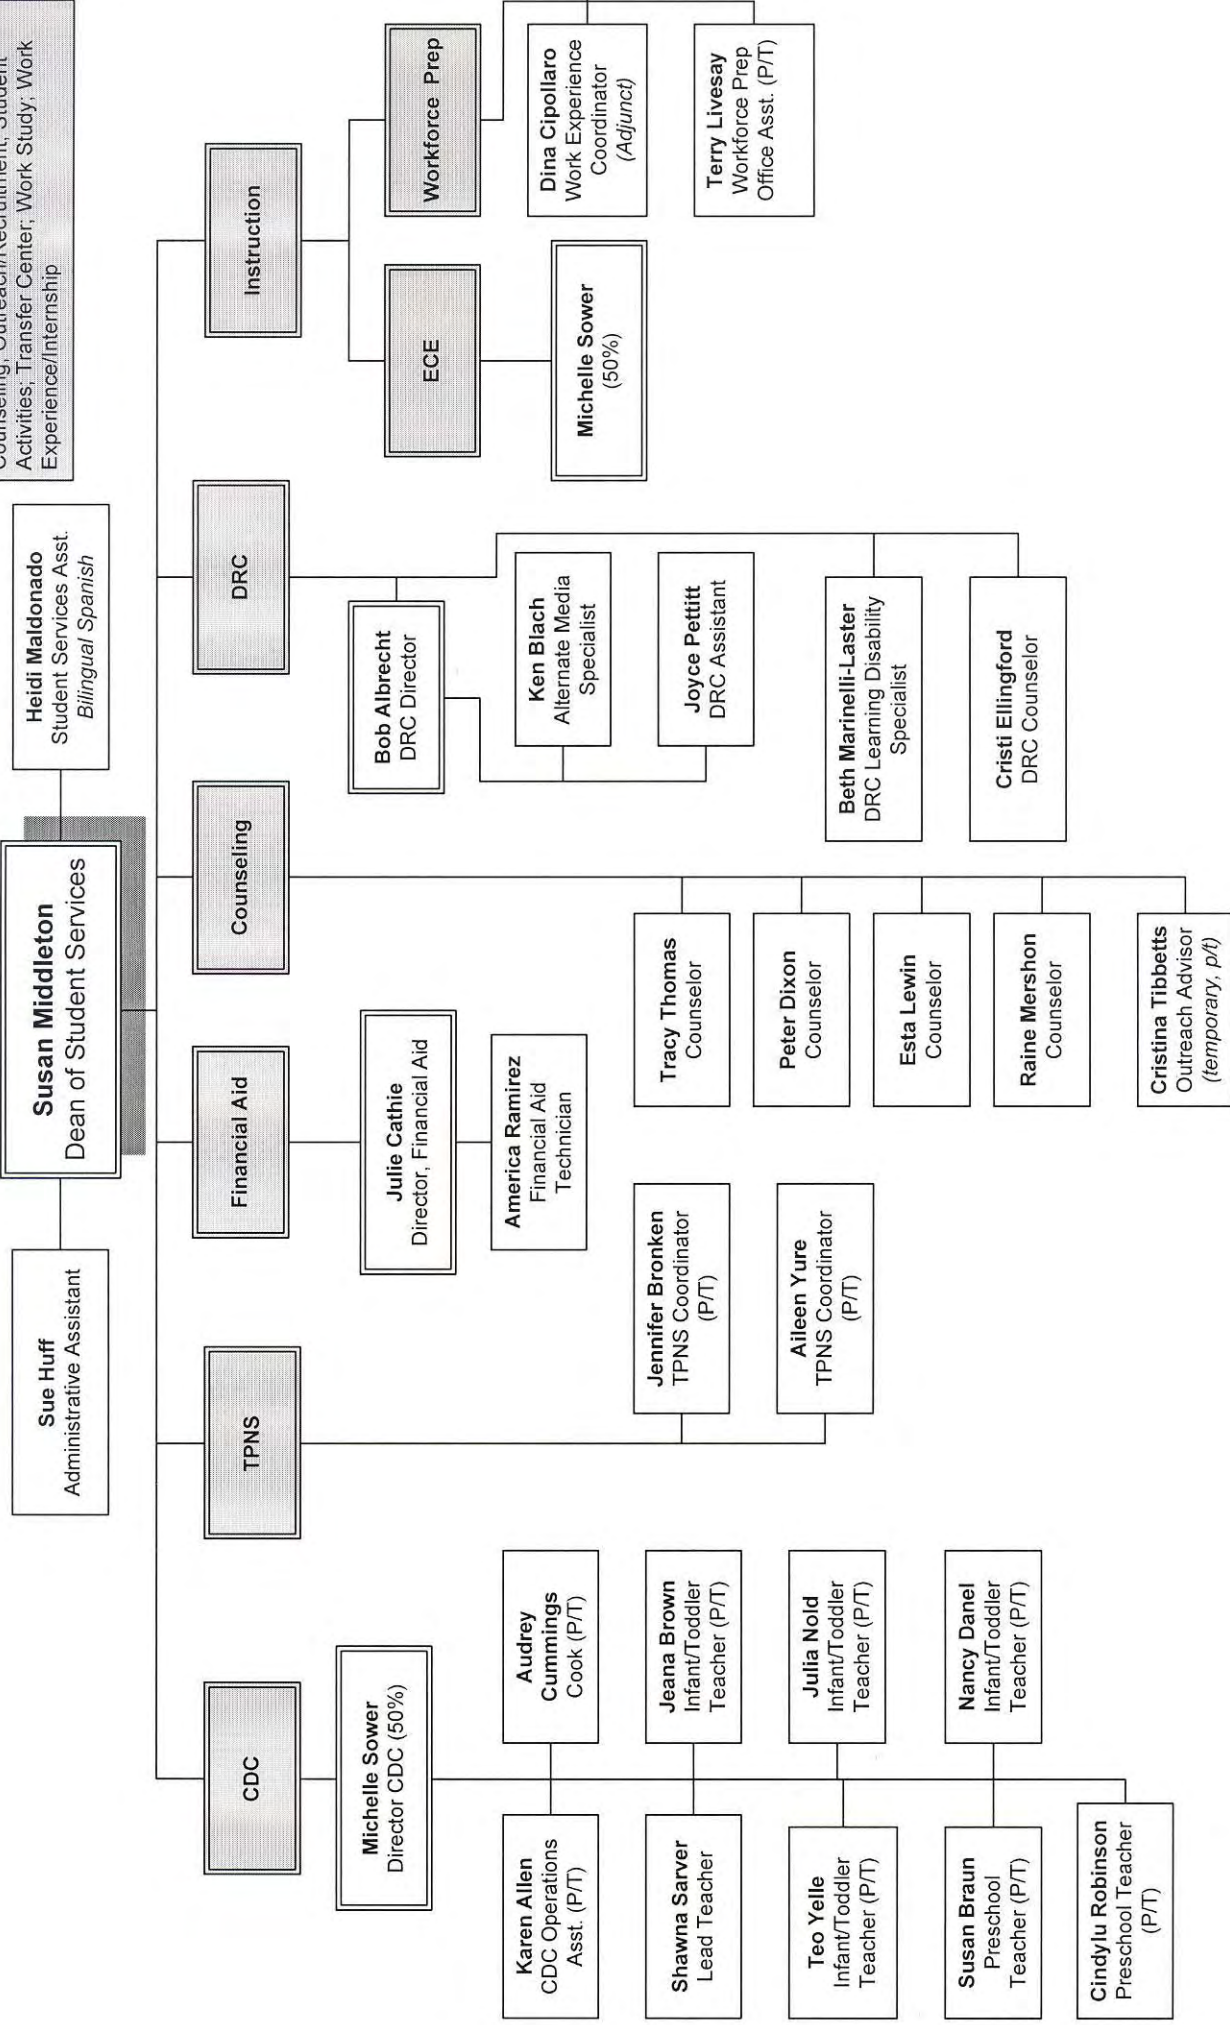 Counseling; Outreach/Recruitment; Student
Activities; Transfer Center; Work Study; Work
Experience/Internship
Susan Middleton
Dean of Student Services
Sue Huff
Administrative Assistant
Heidi Maldonado
Student Services Asst.
Bilingual Spanish
CDC
TPNS
Financial Aid
Counseling
DRC
Instruction
Michelle Sower
Director CDC (50%)
Karen Allen
CDC Operations
Asst. (P/T)
Audrey
Cummings
Cook (P/T)
Shawna Sarver
Lead Teacher
Jeana Brown
Infant/Toddler
Teacher (P/T)
Teo Yelle
Infant/Toddler
Teacher (P/T)
Julia Nold
Infant/Toddler
Teacher (P/T)
Susan Braun
Preschool
Teacher (P/T)
Nancy Danel
Infant/Toddler
Teacher (P/T)
Cindylu Robinson
Preschool Teacher
(P/T)
Jennifer Bronken
TPNS Coordinator
(P/T)
Aileen Yure
TPNS Coordinator
(P/T)
Julie Cathie
Director, Financial Aid
America Ramirez
Financial Aid
Technician
Tracy Thomas
Counselor
Peter Dixon
Counselor
Esta Lewin
Counselor
Raine Mershon
Counselor
Cristina Tibbetts
Outreach Advisor
(temporary, p/t)
Bob Albrecht
DRC Director
Ken Blach
Alternate Media
Specialist
Joyce Pettitt
DRC Assistant
Beth Marinelli-Laster
DRC Learning Disability
Specialist
Cristi Ellingford
DRC Counselor
ECE
Workforce Prep
Michelle Sower
(50%)
Dina Cipollaro
Work Experience
Coordinator
(Adjunct)
Terry Livesay
Workforce Prep
Office Asst. (P/T)